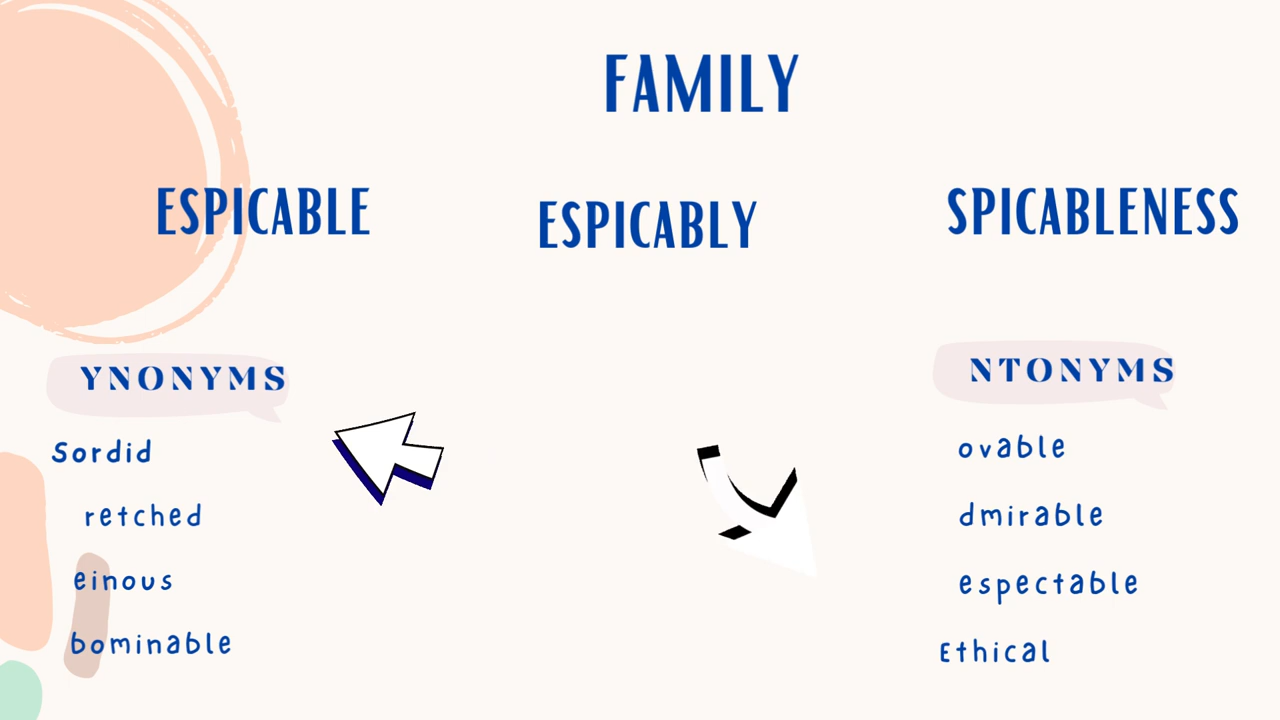 FAMILY
ESPICABLE
ESPICABLY
SPICABLENESS
YNONYMS
Sordid
retched
einous
bominable
NTONYMS
ovable
dmirable
espectable
Ethical